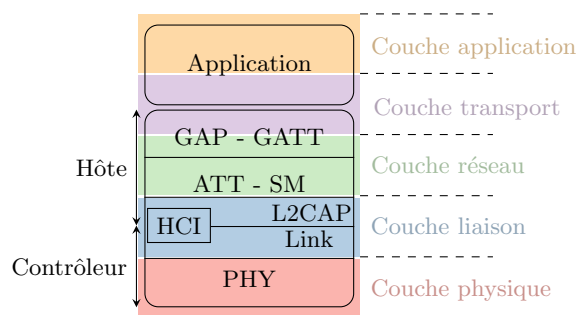 Application
Couche application
Couche transport
GAP - GATT
Hôte
Couche réseau
ATT - SM
L2CAP
HCI
Couche liaison
Link
Contrôleur
PHY
Couche physique